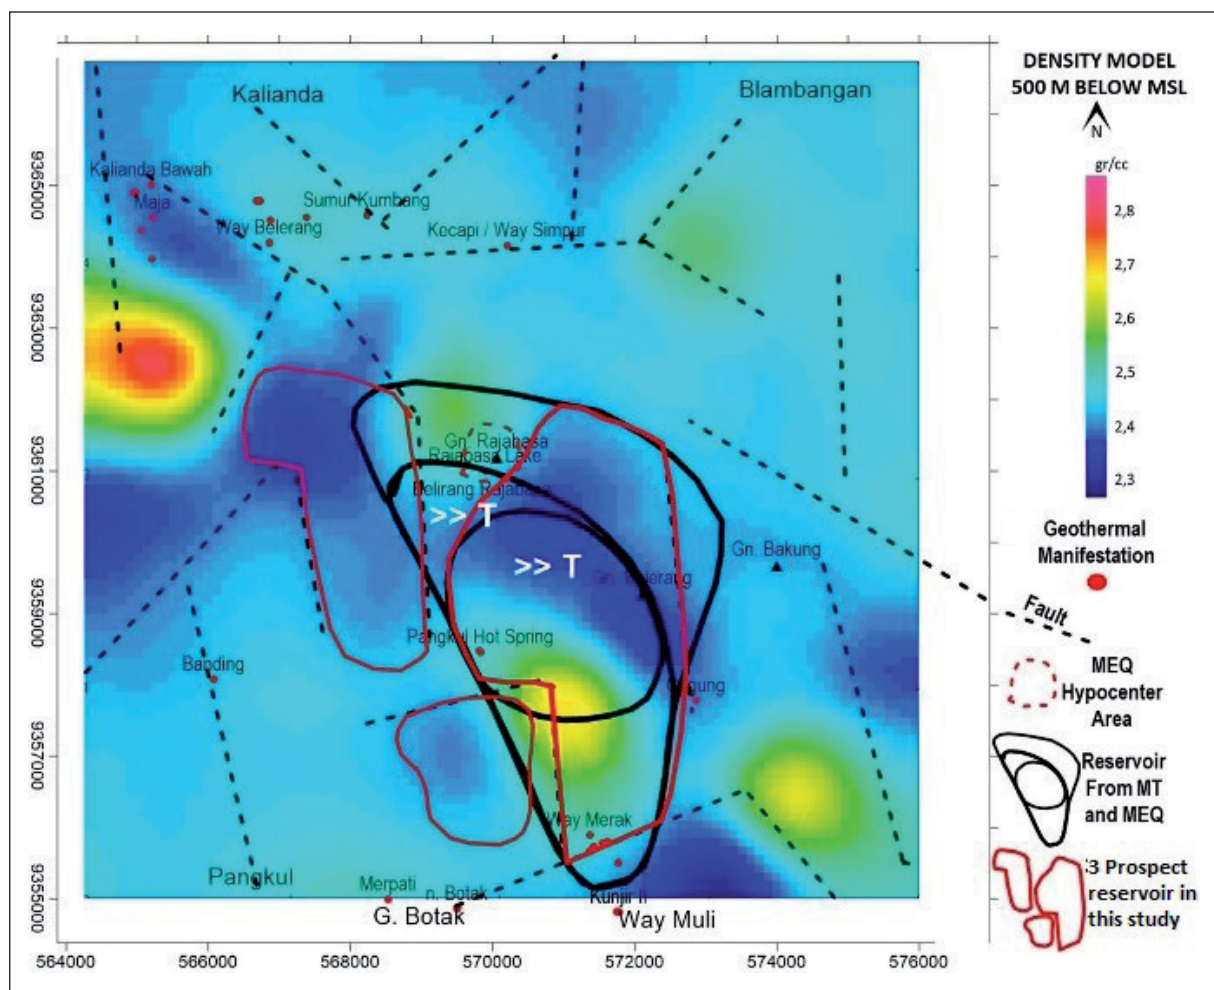 DENSITY MODEL
500 M BELOW MSL
N
gr/cc
2,8
2,7
2,6
2,5
2,4
2,3
Geothermal
Manifestation
Fault
MEQ
Hypocenter
Area
Reservoir
From MT
and MEQ
3 Prospect
reservoir in
this study
Kalianda
Blambangan
Kalianda Bawah
Maja
Sumur Kumbang
Way Belerang
Kecapi / Way Simpur
Gn. Rajabasa
Rajabasa Lake
Belirang Rajabasa
>> T
>> T
Gn. Bakung
Pangkul Hot Spring
Banding
Way Merak
Pangkul
Merpati
n. Botak
G. Botak
Kunjir II
Way Muli
9365000
9363000
9361000
9359000
9357000
9355000
564000
566000
568000
570000
572000
574000
576000